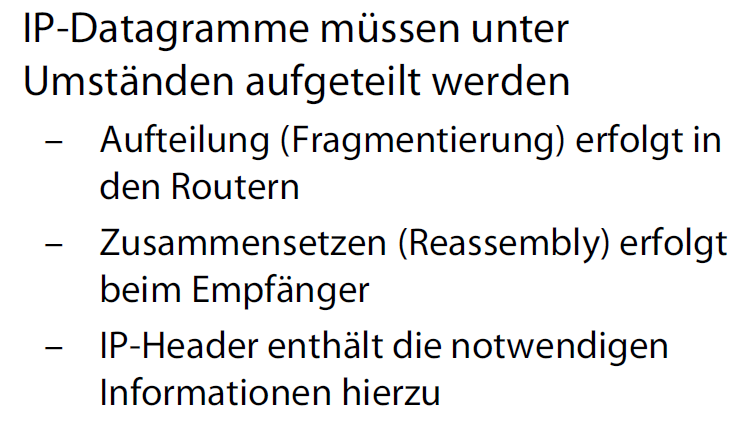 IP-Datagramme müssen unter
Umständen aufgeteilt werden
– Aufteilung (Fragmentierung) erfolgt in
den Routern
– Zusammensetzen (Reassembly) erfolgt
beim Empfänger
– IP-Header enthält die notwendigen
Informationen hierzu